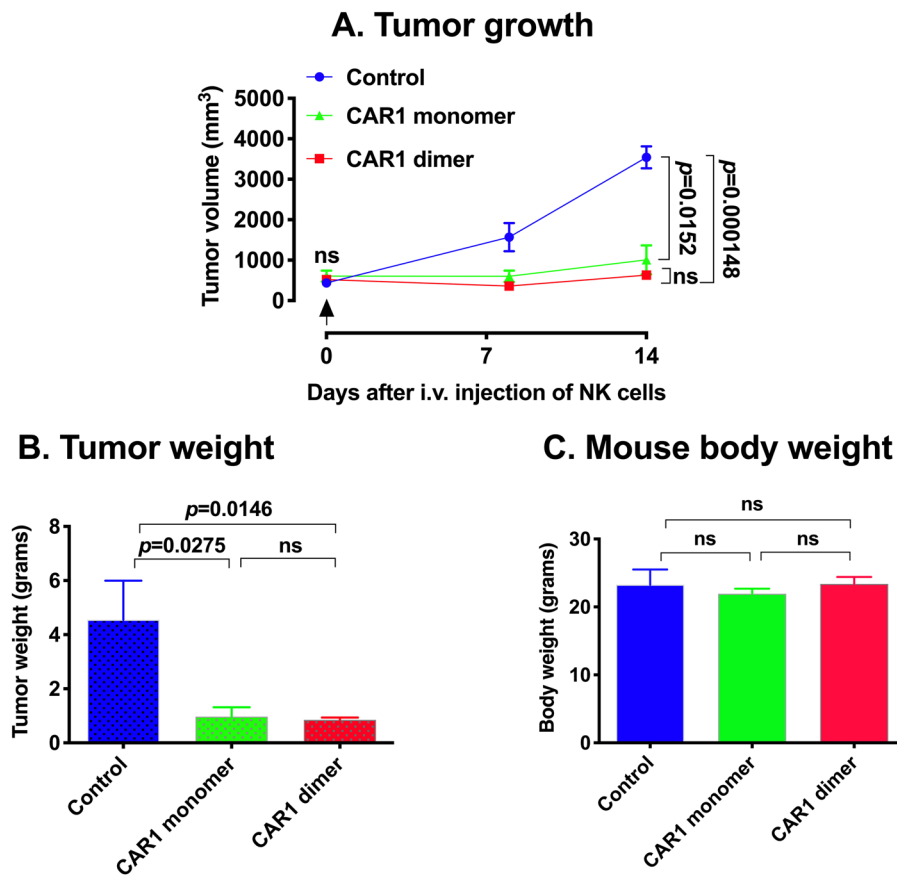 A. Tumor growth
Control
CAR1 monomer
CAR1 dimer
Tumor volume (mm³)
5000
4000
3000
2000
1000
0
ns
p=0.0152
p=0.000148
ns
0
7
14
Days after i.v. injection of NK cells
B. Tumor weight
Tumor weight (grams)
8
6
4
2
0
p=0.0146
p=0.0275
ns
Control
CAR1 monomer
CAR1 dimer
C. Mouse body weight
Body weight (grams)
30
20
10
0
ns
ns
ns
Control
CAR1 monomer
CAR1 dimer